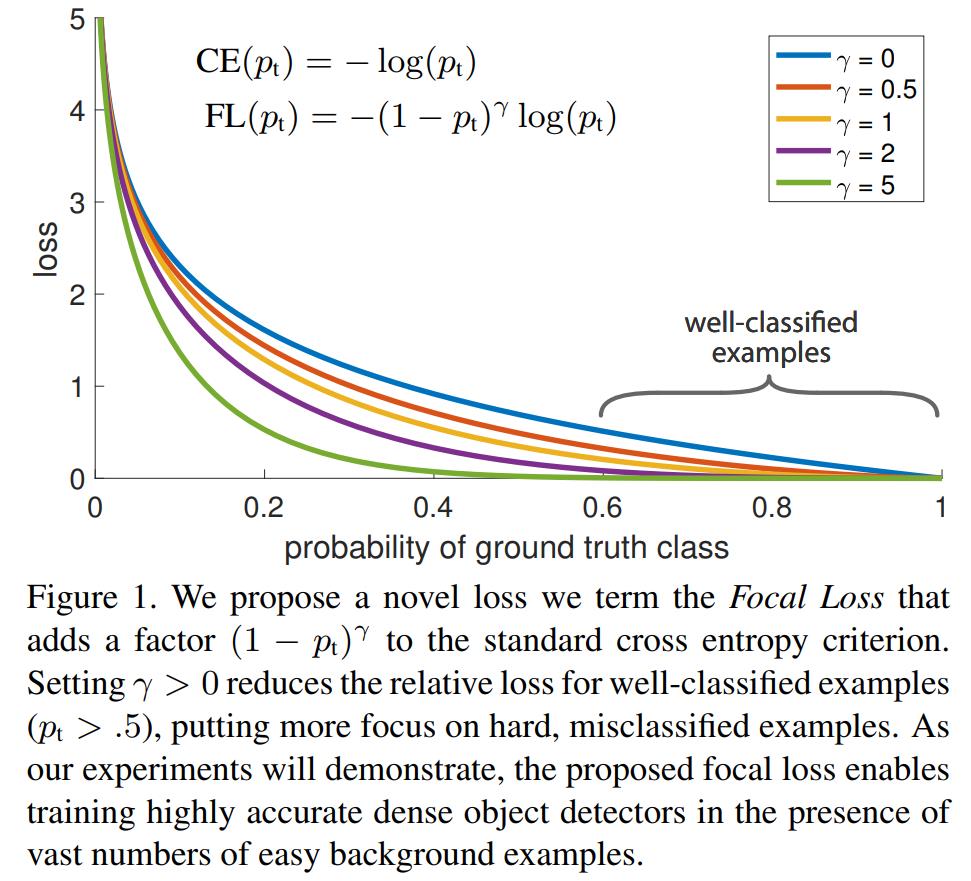 5
CE(pₜ) = − log(pₜ)
FL(pₜ) = −(1 − pₜ)^γ log(pₜ)
γ = 0
γ = 0.5
γ = 1
γ = 2
γ = 5
4
3
2
1
0
loss
well-classified
examples
0 0.2 0.4 0.6 0.8 1
probability of ground truth class
Figure 1. We propose a novel loss we term the Focal Loss that
adds a factor (1 − pₜ)^γ to the standard cross entropy criterion.
Setting γ > 0 reduces the relative loss for well-classified examples
(pₜ > .5), putting more focus on hard, misclassified examples. As
our experiments will demonstrate, the proposed focal loss enables
training highly accurate dense object detectors in the presence of
vast numbers of easy background examples.